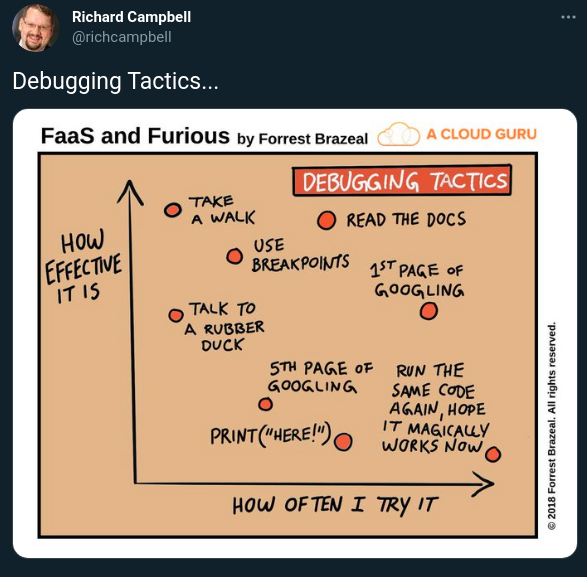 Richard Campbell
@richcampbell
Debugging Tactics...
FaaS and Furious by Forrest Brazeal
A CLOUD GURU
DEBUGGING TACTICS
HOW
EFFECTIVE
IT IS
TAKE
A WALK
READ THE DOCS
USE
BREAKPOINTS
1ST PAGE OF
GOOGLING
TALK TO
A RUBBER
DUCK
5TH PAGE OF
GOOGLING
RUN THE
SAME CODE
AGAIN, HOPE
IT MAGICALLY
WORKS NOW
PRINT("HERE!")
HOW OFTEN I TRY IT
© 2018 Forrest Brazeal. All rights reserved.